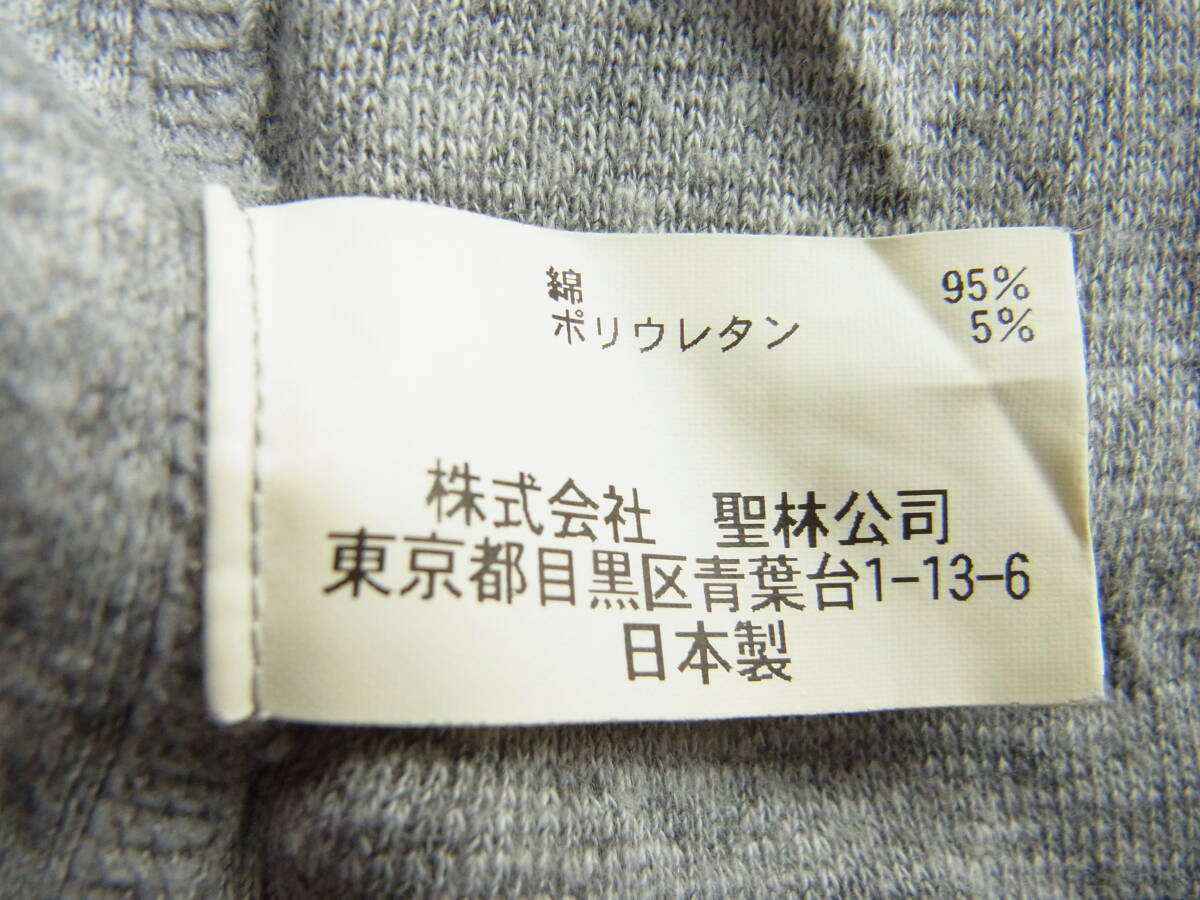 綿 95%
ポリウレタン 5%
株式会社 聖林公司
東京都目黒区青葉台1-13-6
日本製